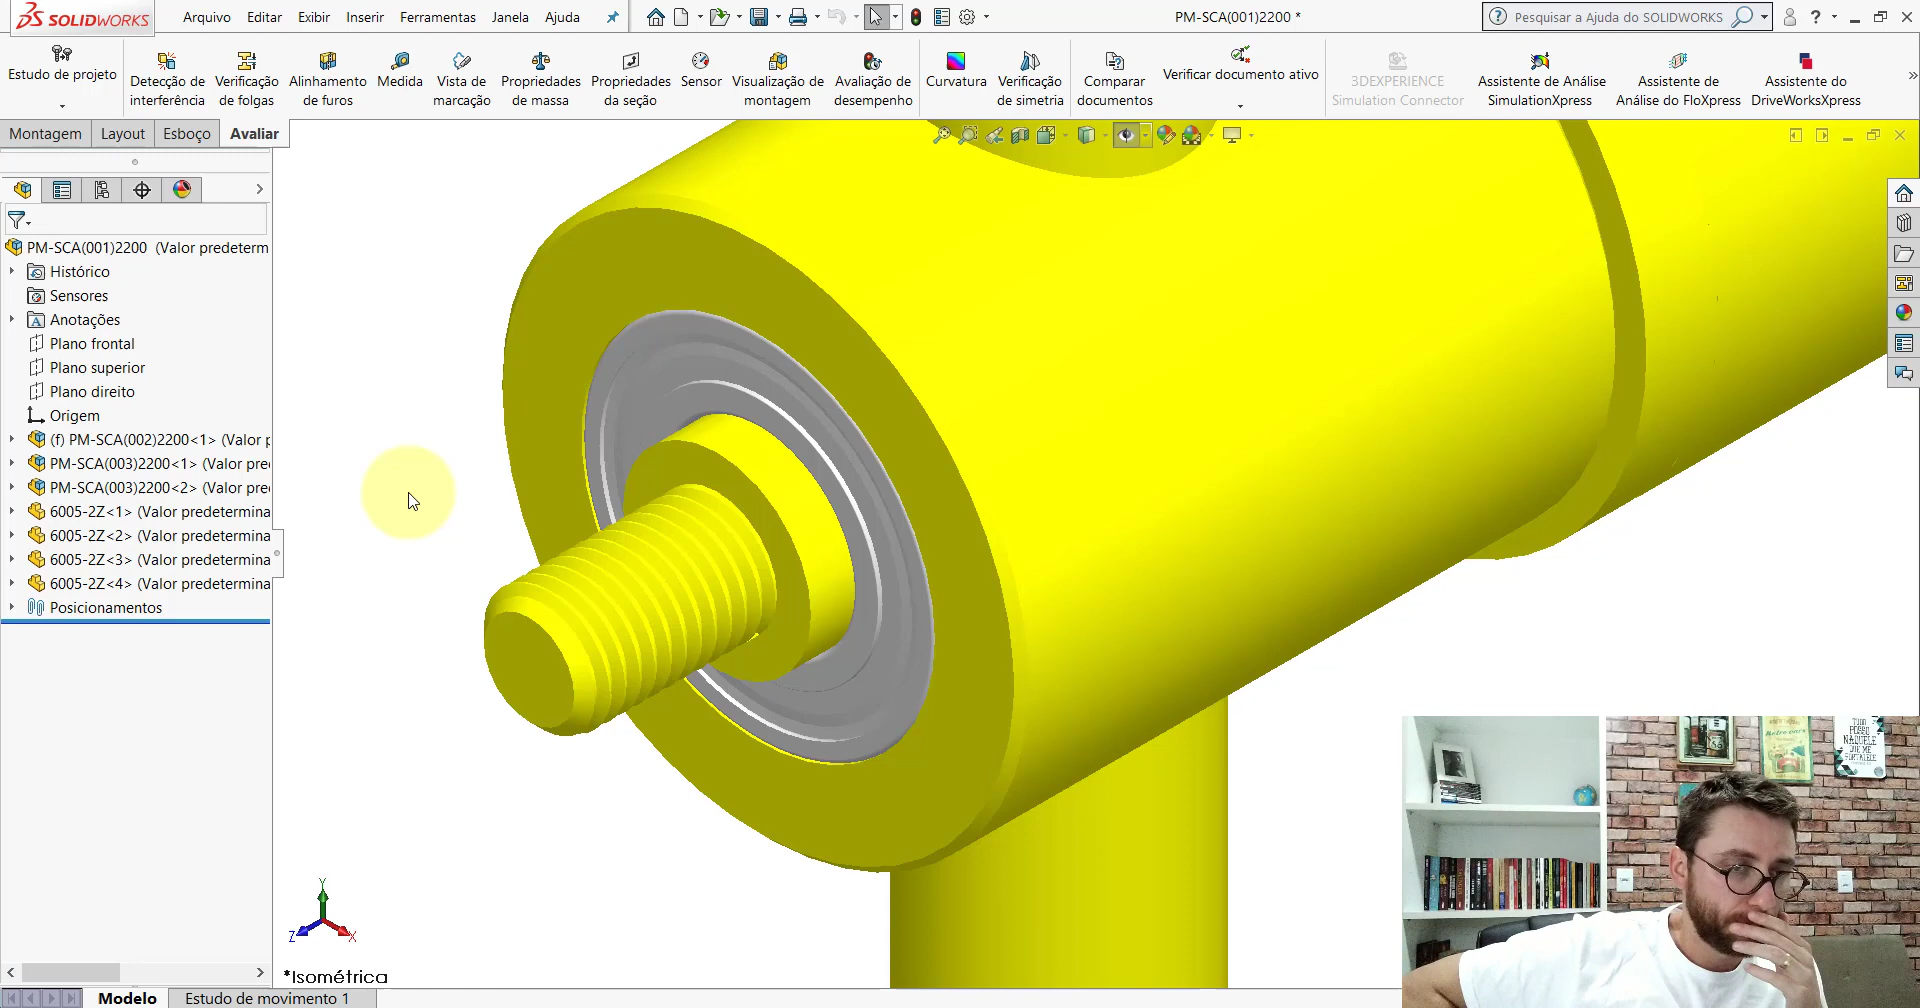 SOLIDWORKS
Arquivo Editar Exibir Inserir Ferramentas Janela Ajuda
PM-SCA(001)2200 *
Pesquisar a Ajuda do SOLIDWORKS
?
Estudo de projeto
Detecção de interferência
Verificação de folgas
Alinhamento de furos
Medida
Vista de marcação
Propriedades de massa
Propriedades da seção
Sensor
Visualização de montagem
Avaliação de desempenho
Curvatura
Verificação de simetria
Comparar documentos
Verificar documento ativo
3DEXPERIENCE Simulation Connector
Assistente de Análise SimulationXpress
Assistente de Análise do FloXpress
Assistente do DriveWorksXpress
Montagem Layout Esboço Avaliar
PM-SCA(001)2200 (Valor predeterm
Histórico
Sensores
Anotações
Plano frontal
Plano superior
Plano direito
Origem
(f) PM-SCA(002)2200<1> (Valor p
PM-SCA(003)2200<1> (Valor pre
PM-SCA(003)2200<2> (Valor pre
6005-2Z<1> (Valor predetermina
6005-2Z<2> (Valor predetermina
6005-2Z<3> (Valor predetermina
6005-2Z<4> (Valor predetermina
Posicionamentos
Y
Z
X
*Isométrica
Modelo Estudo de movimento 1
TUDO
POSSO
NAQUELE
QUE ME
FORTALECE